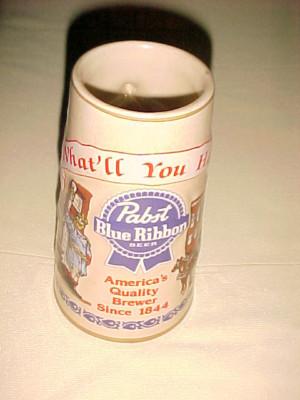 What'll You H
Pabst
Blue Ribbon
BEER
America's
Quality
Brewer
Since 1844